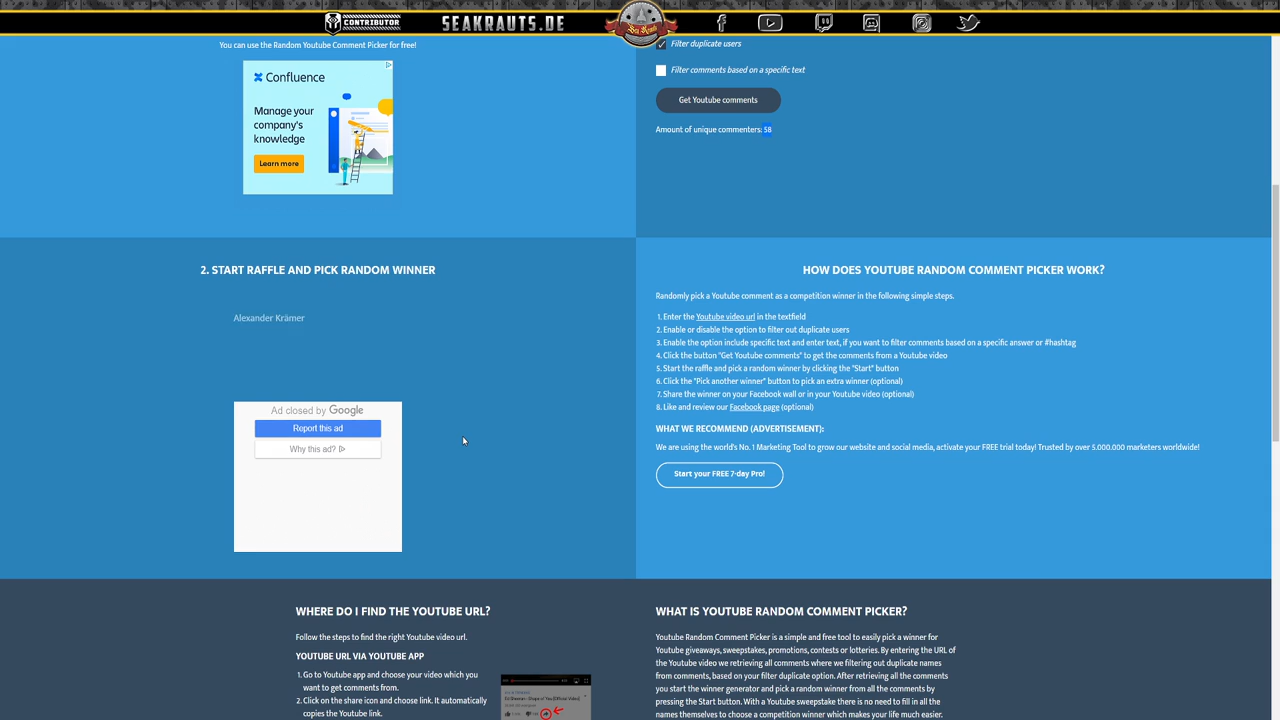 CONTRIBUTOR
SEAKRAUTS.DE
You can use the Random Youtube Comment Picker for free!
Confluence
Manage your
company's
knowledge
Learn more
Filter duplicate users
Filter comments based on a specific text
Get Youtube comments
Amount of unique commenters: 58
2. START RAFFLE AND PICK RANDOM WINNER
Alexander Krämer
Ad closed by Google
Report this ad
Why this ad?
HOW DOES YOUTUBE RANDOM COMMENT PICKER WORK?
Randomly pick a Youtube comment as a competition winner in the following simple steps.
1. Enter the Youtube video url in the textfield
2. Enable or disable the option to filter out duplicate users
3. Enable the option include specific text and enter text, if you want to filter comments based on a specific answer or #hashtag
4. Click the button "Get Youtube comments" to get the comments from a Youtube video
5. Start the raffle and pick a random winner by clicking the "Start" button
6. Click the "Pick another winner" button to pick an extra winner (optional)
7. Share the winner on your Facebook wall or in your Youtube video (optional)
8. Like and review our Facebook page (optional)
WHAT WE RECOMMEND (ADVERTISEMENT):
We are using the world's No. 1 Marketing Tool to grow our website and social media, activate your FREE trial today! Trusted by over 5.000.000 marketers worldwide!
Start your FREE 7-day Pro!
WHERE DO I FIND THE YOUTUBE URL?
Follow the steps to find the right Youtube video url.
YOUTUBE URL VIA YOUTUBE APP
1. Go to Youtube app and choose your video which you
want to get comments from.
2. Click on the share icon and choose link. It automatically
copies the Youtube link.
WHAT IS YOUTUBE RANDOM COMMENT PICKER?
Youtube Random Comment Picker is a simple and free tool to easily pick a winner for
Youtube giveaways, sweepstakes, promotions, contests or lotteries. By entering the URL of
the Youtube video we retrieving all comments where we filtering out duplicate names
from comments, based on your filter duplicate option. After retrieving all the comments
you start the winner generator and pick a random winner from all the comments by
pressing the Start button. With a Youtube sweepstake there is no need to fill in all the
names themselves to choose a competition winner which makes your life much easier.